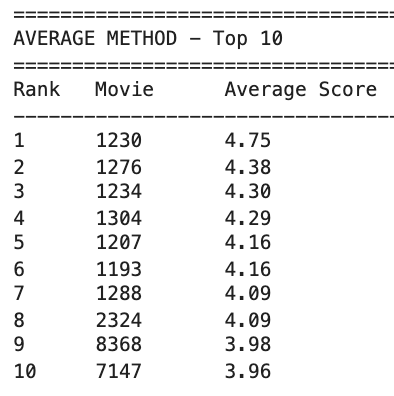 ==================================
AVERAGE METHOD – Top 10
==================================
Rank   Movie      Average Score
----------------------------------
1      1230       4.75
2      1276       4.38
3      1234       4.30
4      1304       4.29
5      1207       4.16
6      1193       4.16
7      1288       4.09
8      2324       4.09
9      8368       3.98
10     7147       3.96